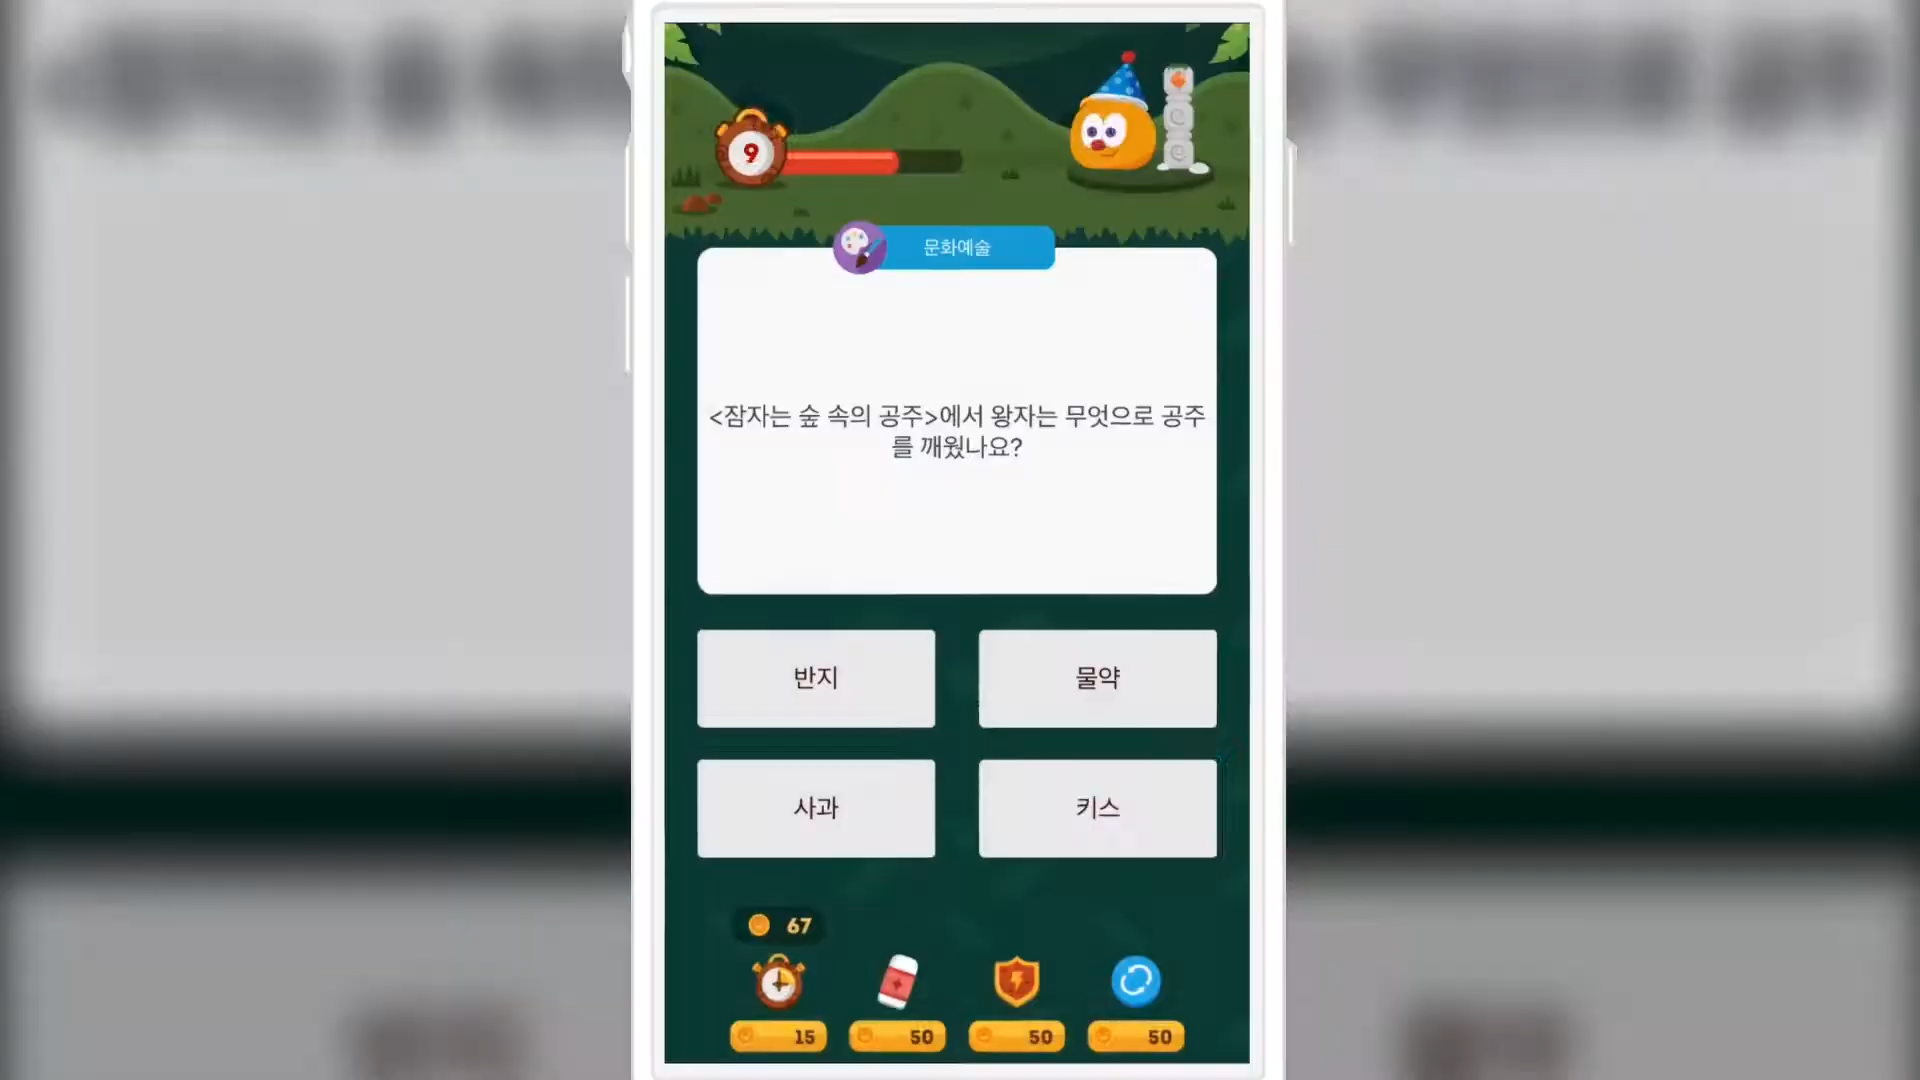 9
문화예술
<잠자는 숲 속의 공주>에서 왕자는 무엇으로 공주
를 깨웠나요?
반지
물약
사과
키스
67
15
50
50
50